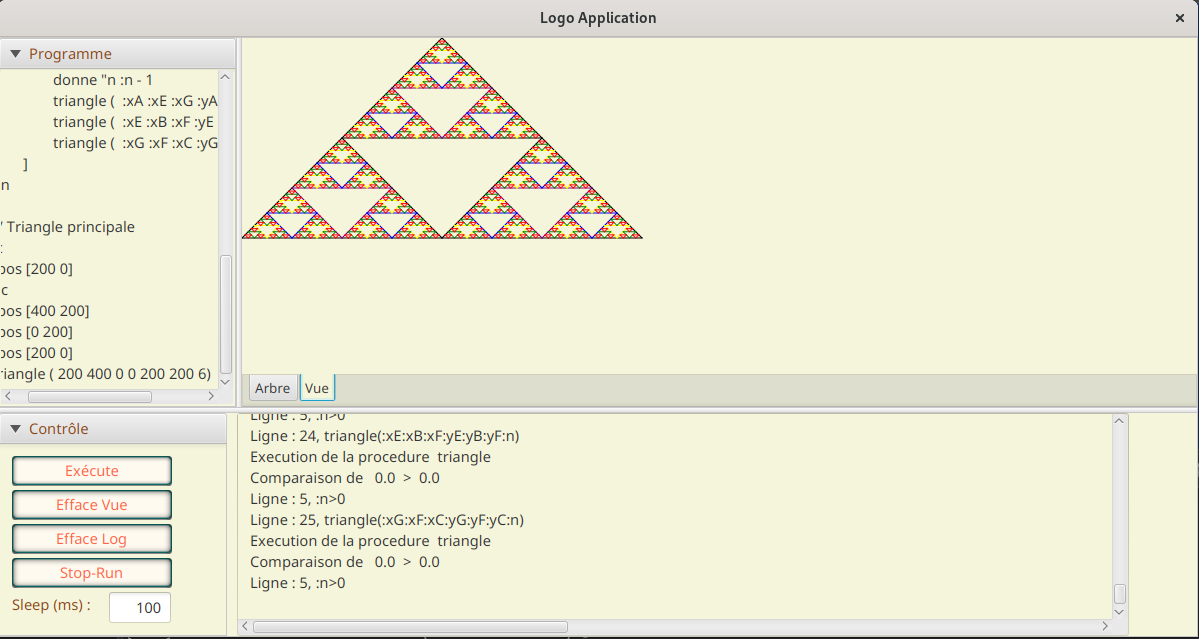 Logo Application
Programme
donne "n :n - 1
triangle ( :xA :xE :xG :yA
triangle ( :xE :xB :xF :yE
triangle ( :xG :xF :xC :yG
]
n
Triangle principale
pos [200 0]
c
pos [400 200]
pos [0 200]
pos [200 0]
riangle ( 200 400 0 0 200 200 6)
Arbre
Vue
Contrôle
Exécute
Efface Vue
Efface Log
Stop-Run
Sleep (ms) :
100
Ligne : 5, :n>0
Ligne : 24, triangle(:xE:xB:xF:yE:yB:yF:n)
Execution de la procedure triangle
Comparaison de 0.0 > 0.0
Ligne : 5, :n>0
Ligne : 25, triangle(:xG:xF:xC:yG:yF:yC:n)
Execution de la procedure triangle
Comparaison de 0.0 > 0.0
Ligne : 5, :n>0